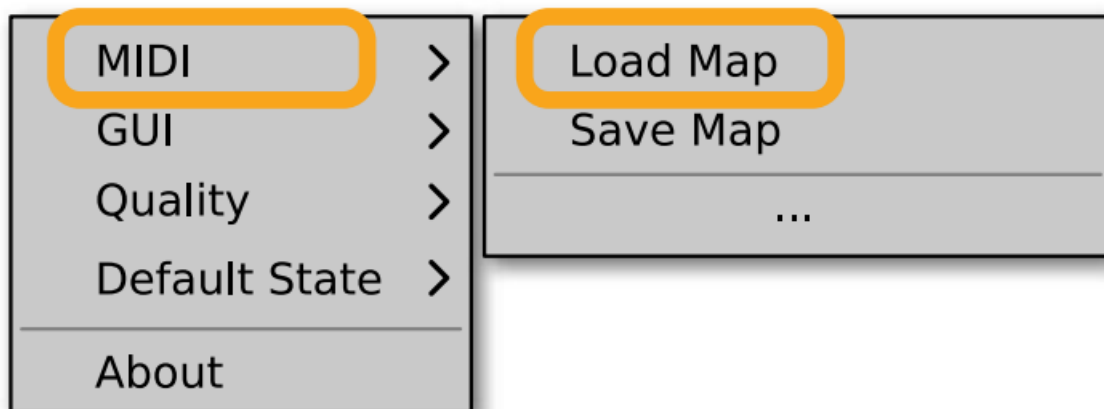 MIDI
GUI
Quality
Default State
About
Load Map
Save Map
...